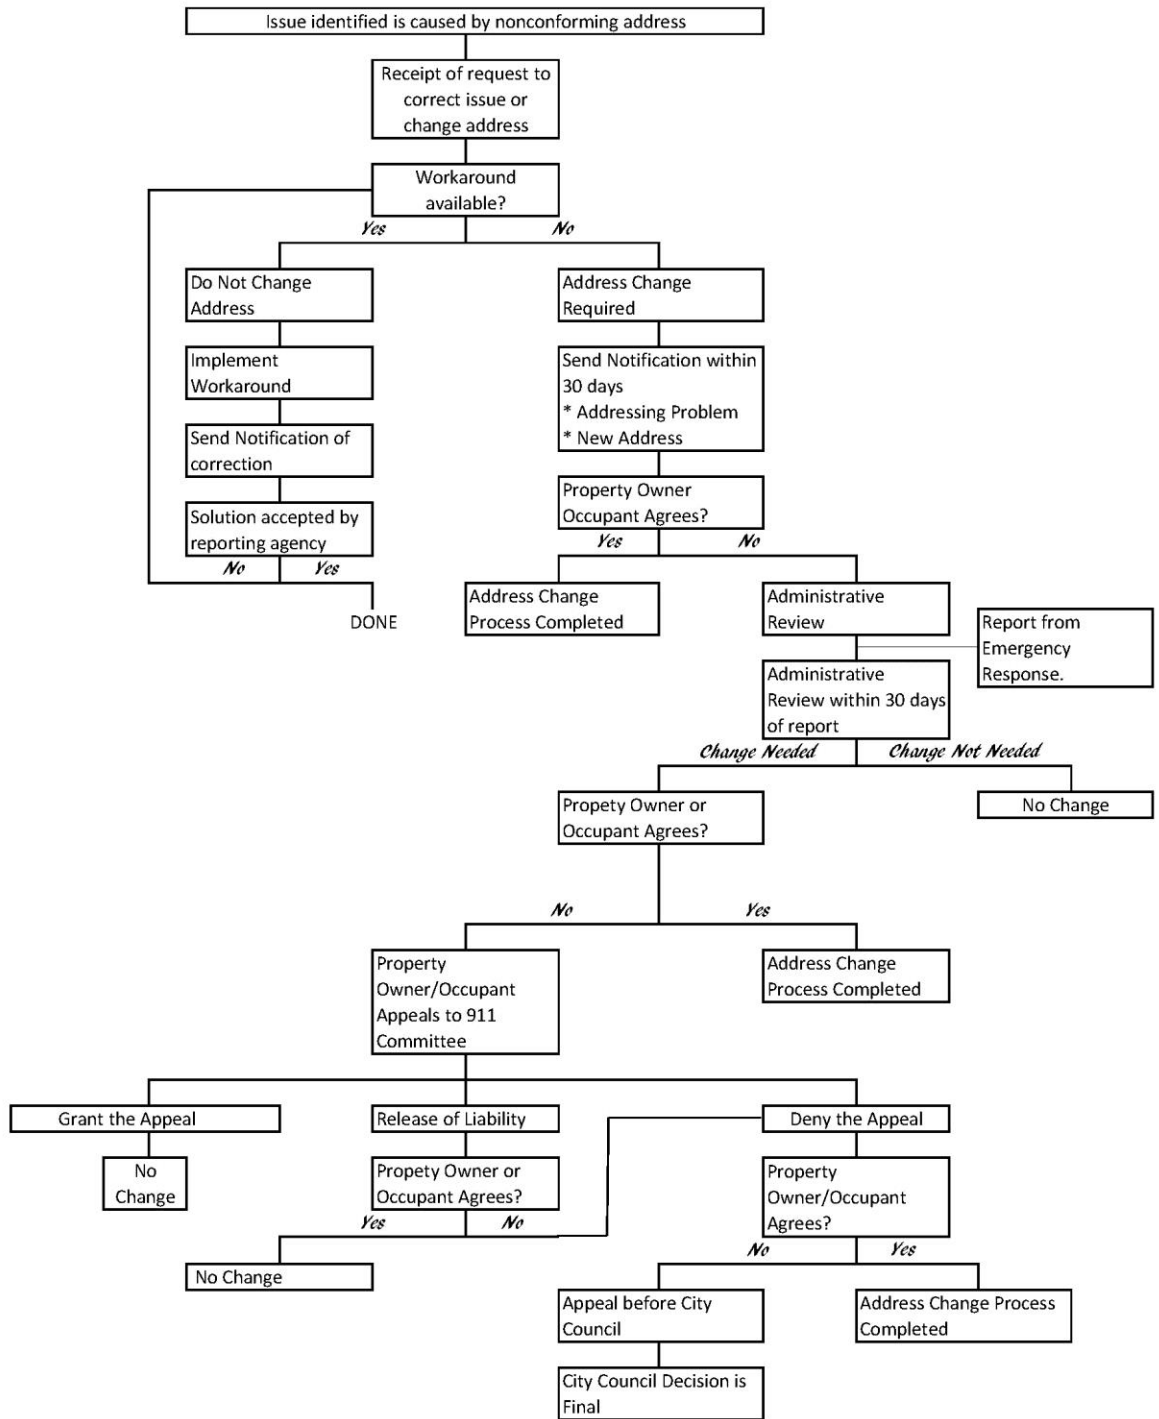 Issue identified is caused by nonconforming address
Receipt of request to
correct issue or
change address
Workaround
available?
Yes
No
Do Not Change
Address
Implement
Workaround
Send Notification of
correction
Solution accepted by
reporting agency
No
Yes
DONE
Address Change
Required
Send Notification within
30 days
* Addressing Problem
* New Address
Property Owner
Occupant Agrees?
Yes
No
Address Change
Process Completed
Administrative
Review
Report from
Emergency
Response.
Administrative
Review within 30 days
of report
Change Needed
Change Not Needed
No Change
Propety Owner or
Occupant Agrees?
No
Yes
Property
Owner/Occupant
Appeals to 911
Committee
Address Change
Process Completed
Grant the Appeal
No
Change
Release of Liability
Propety Owner or
Occupant Agrees?
Yes
No
No Change
Deny the Appeal
Property
Owner/Occupant
Agrees?
No
Yes
Appeal before City
Council
City Council Decision is
Final
Address Change Process
Completed